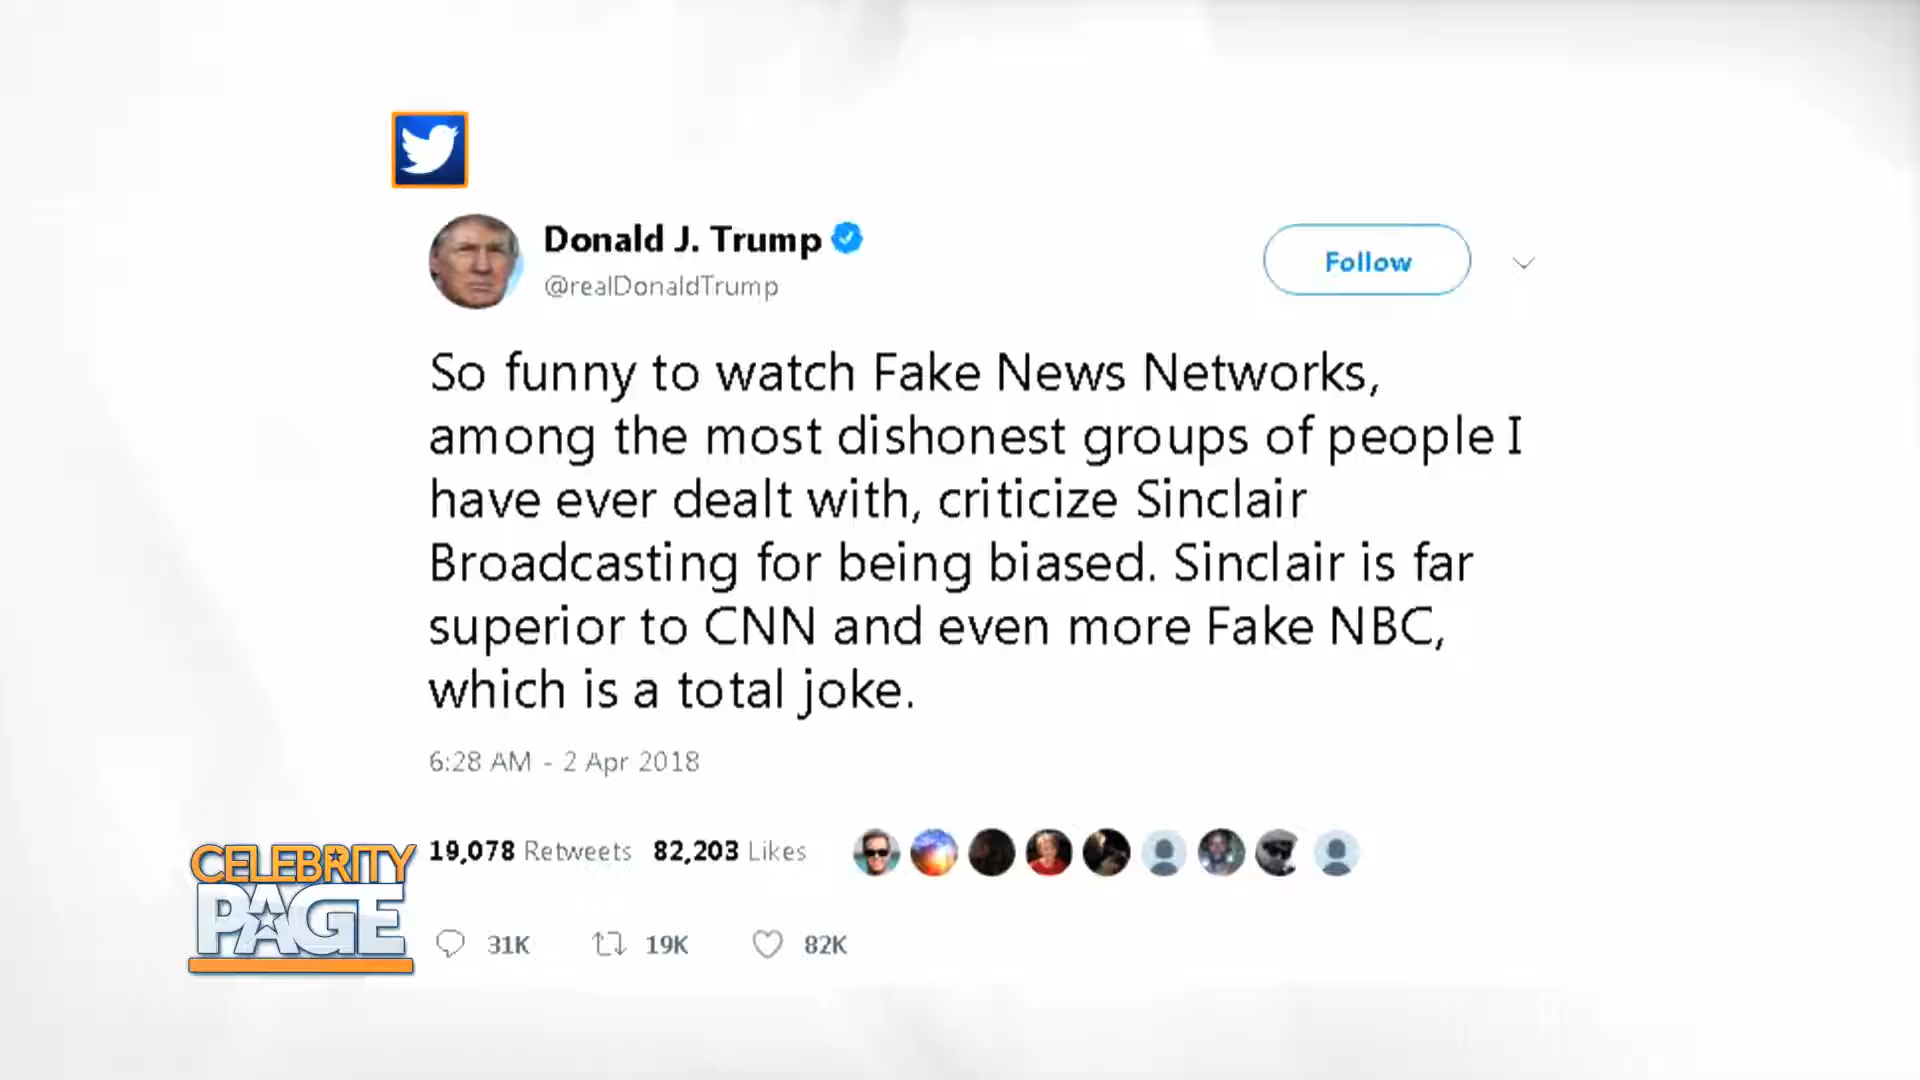 Donald J. Trump
@realDonaldTrump
Follow
So funny to watch Fake News Networks,
among the most dishonest groups of people I
have ever dealt with, criticize Sinclair
Broadcasting for being biased. Sinclair is far
superior to CNN and even more Fake NBC,
which is a total joke.
6:28 AM - 2 Apr 2018
19,078 Retweets 82,203 Likes
31K 19K 82K
CELEBRITY
PAGE